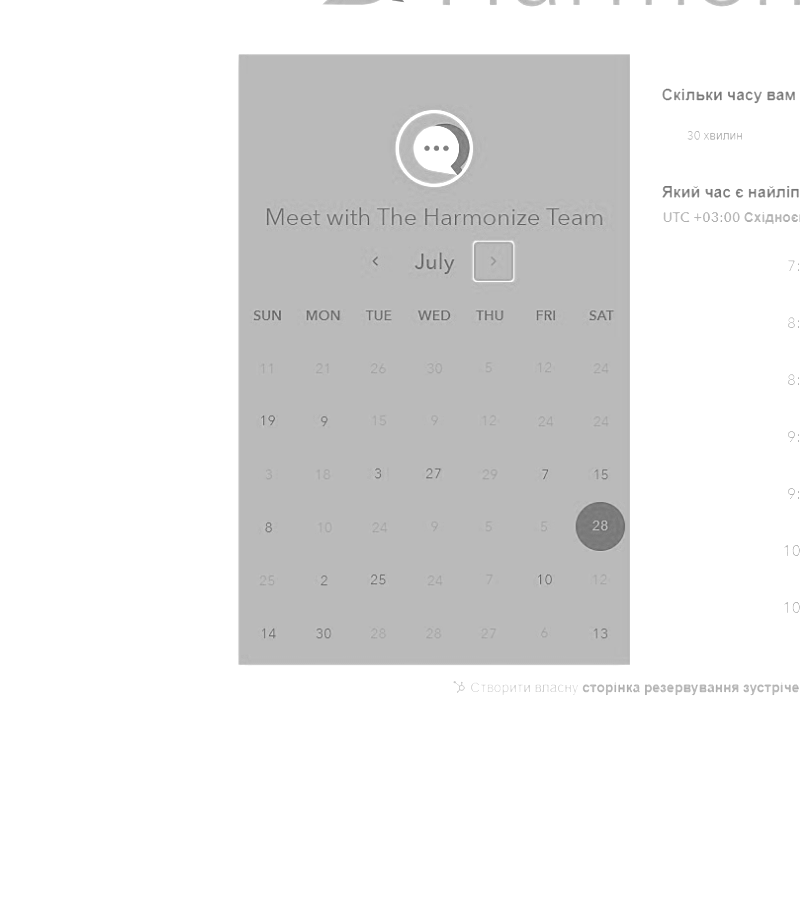 Meet with The Harmonize Team
July
SUN MON TUE WED THU FRI SAT
11 21 26 30 5 12 24
19 9 15 9 12 24 24
3 18 3 27 29 7 15
8 10 24 9 5 5 28
25 2 25 24 7 10 12
14 30 28 28 27 6 13
Скільки часу вам
30 хвилин
Який час є найліп
UTC +03:00 Східноє
7:
8:
8:
9:
9:
10
10
Створити власну сторінка резервування зустріче